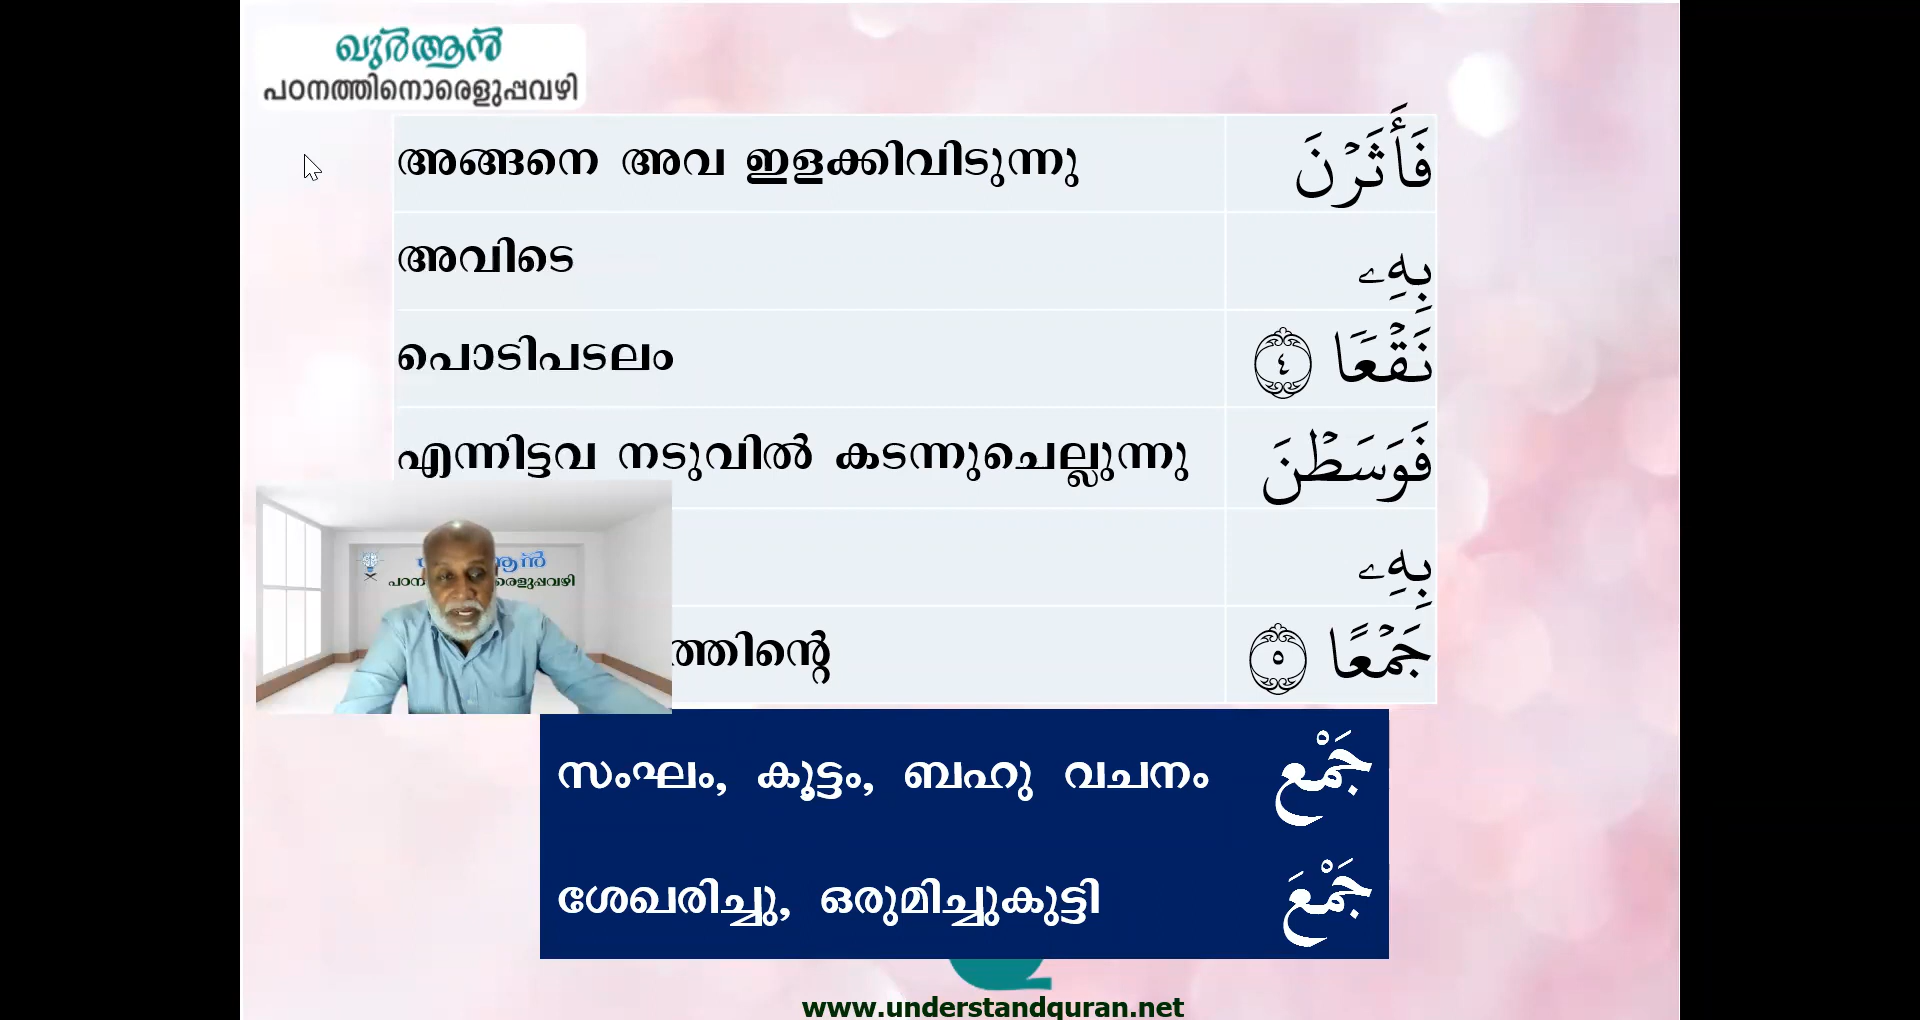 ഖുർആൻ
പഠനത്തിനൊരെളുപ്പവഴി
അങ്ങനെ അവ ഇളക്കിവിടുന്നു فَأَثَرْنَ
അവിടെ بِهِۦ
പൊടിപടലം نَقْعًا ٤
എന്നിട്ടവ നടുവിൽ കടന്നുചെല്ലുന്നു فَوَسَطْنَ
بِهِۦ
ത്തിന്റെ جَمْعًا ٥
സംഘം, കൂട്ടം, ബഹു വചനം جَمْع
ശേഖരിച്ചു, ഒരുമിച്ചുകുട്ടി جَمْعَ
www.understandquran.net